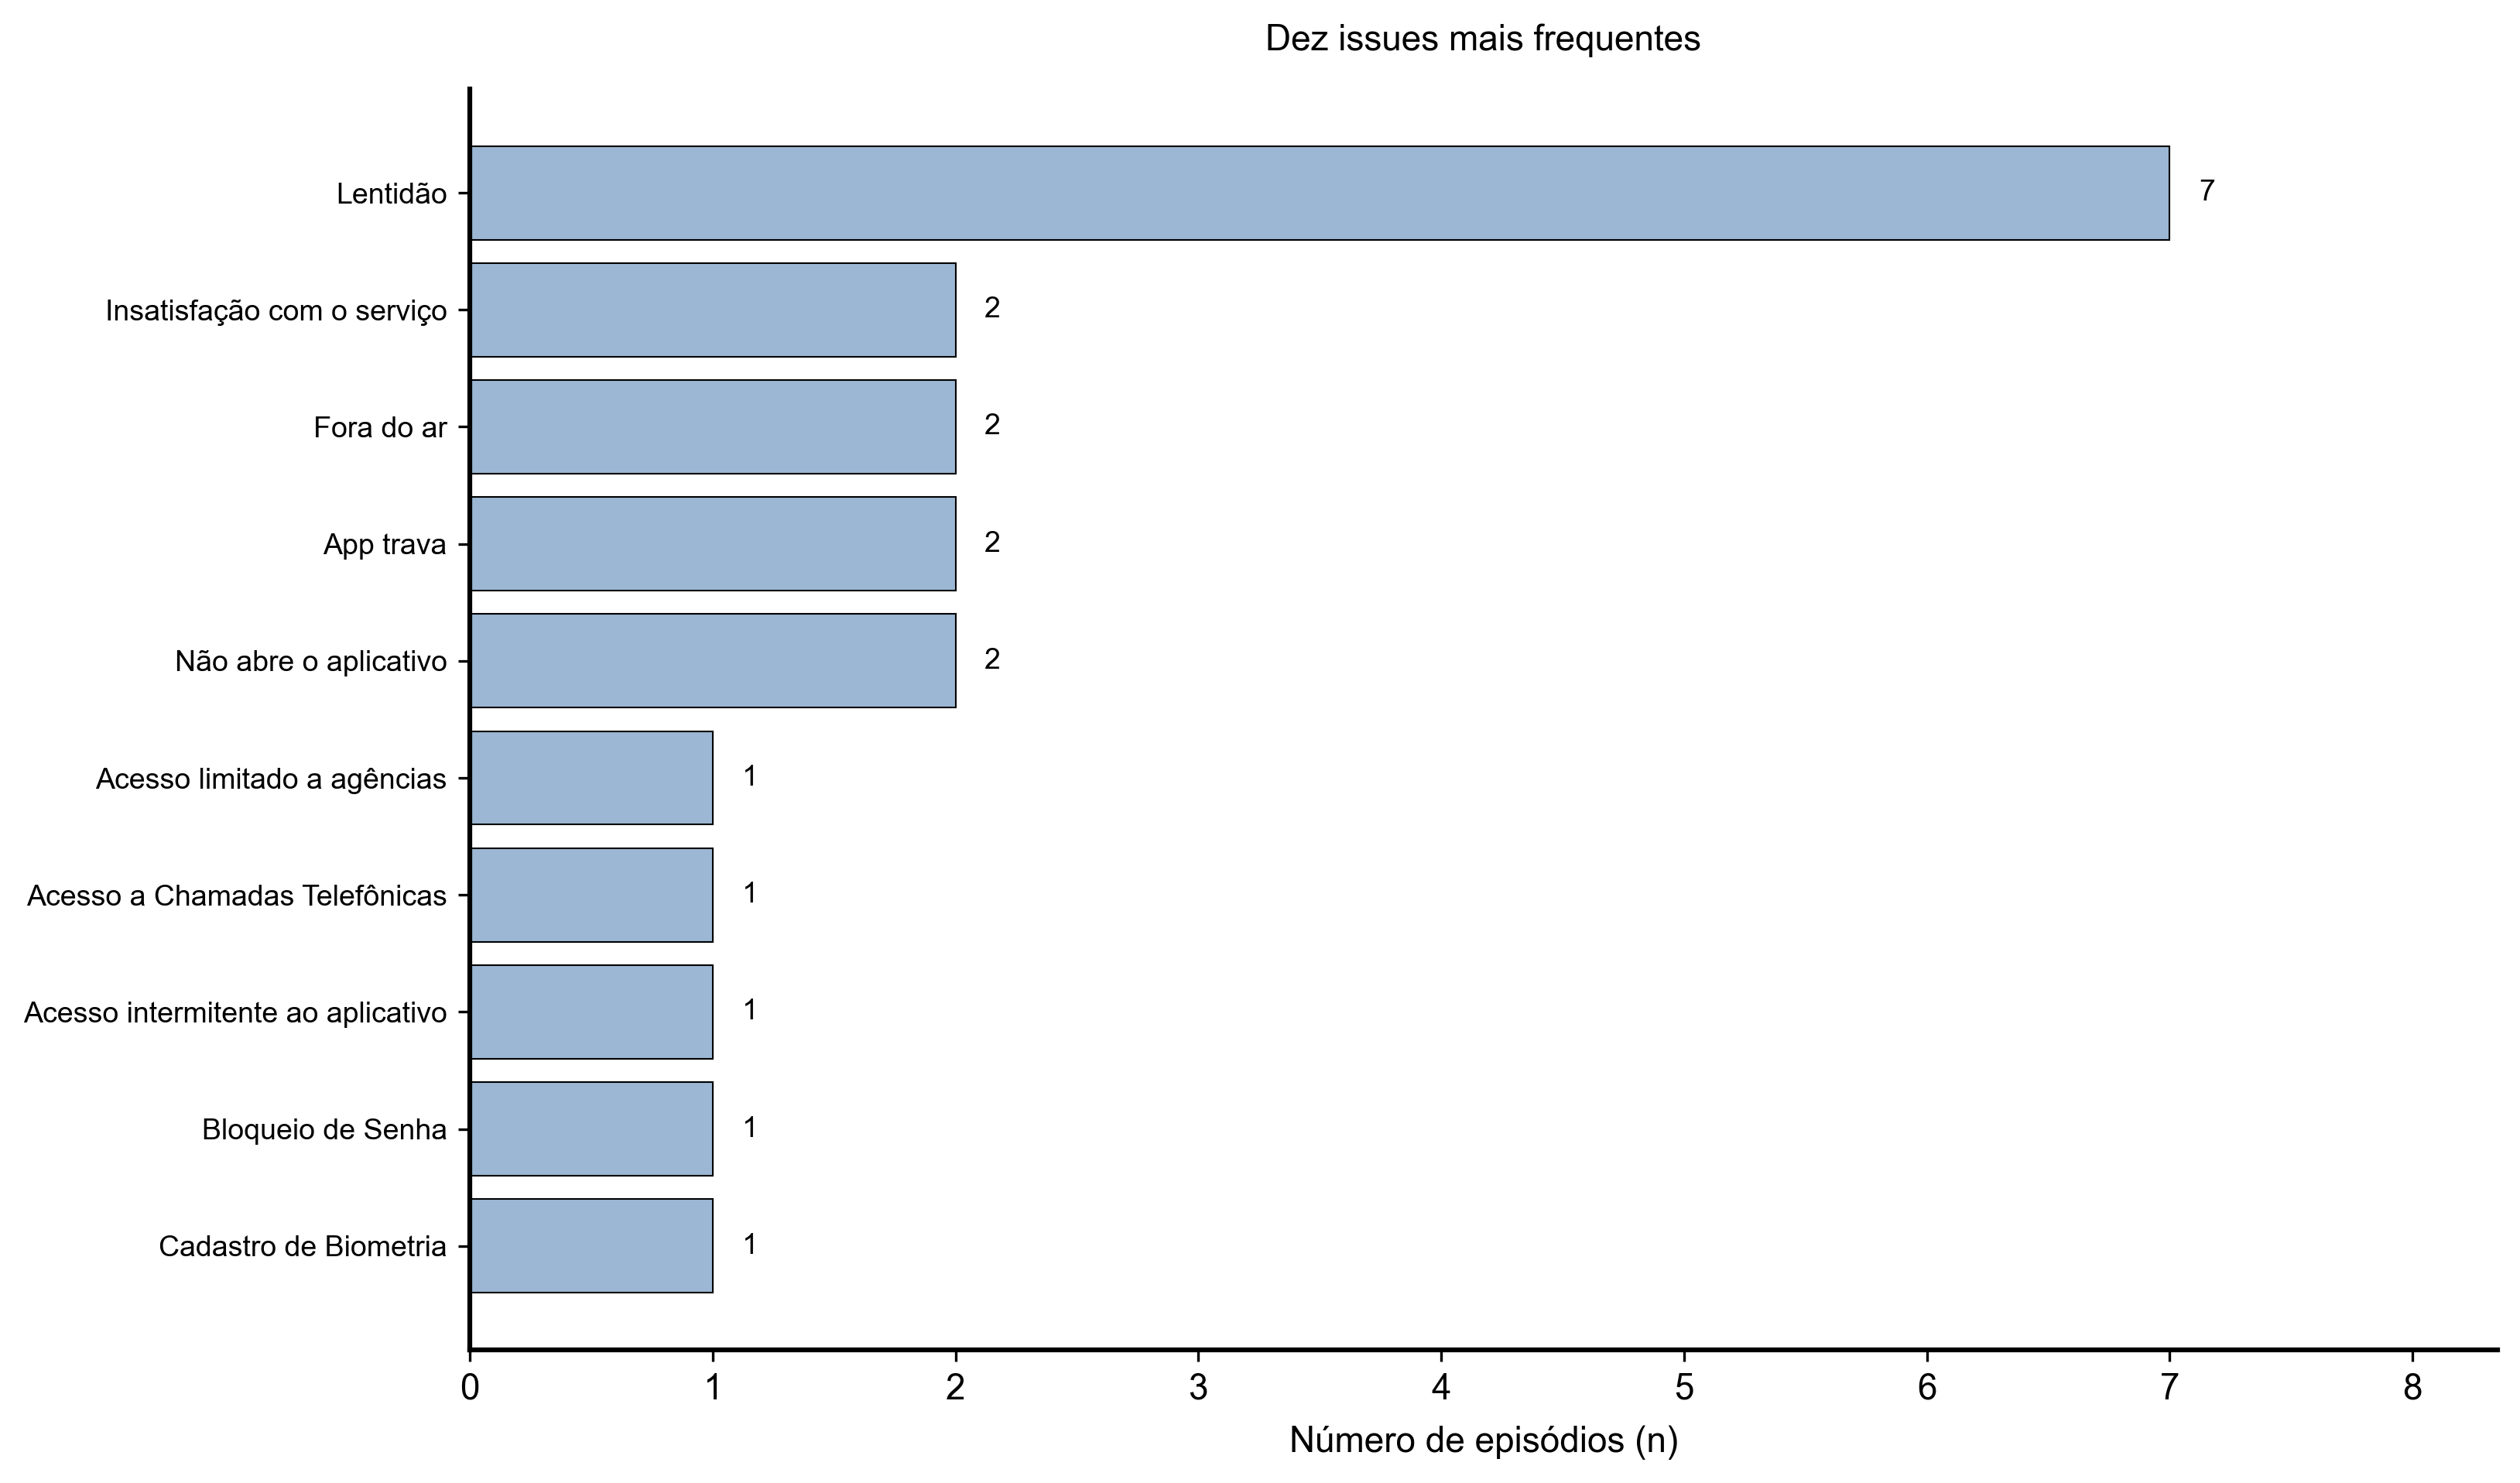 Dez issues mais frequentes
Lentidão 7
Insatisfação com o serviço 2
Fora do ar 2
App trava 2
Não abre o aplicativo 2
Acesso limitado a agências 1
Acesso a Chamadas Telefônicas 1
Acesso intermitente ao aplicativo 1
Bloqueio de Senha 1
Cadastro de Biometria 1
0 1 2 3 4 5 6 7 8
Número de episódios (n)